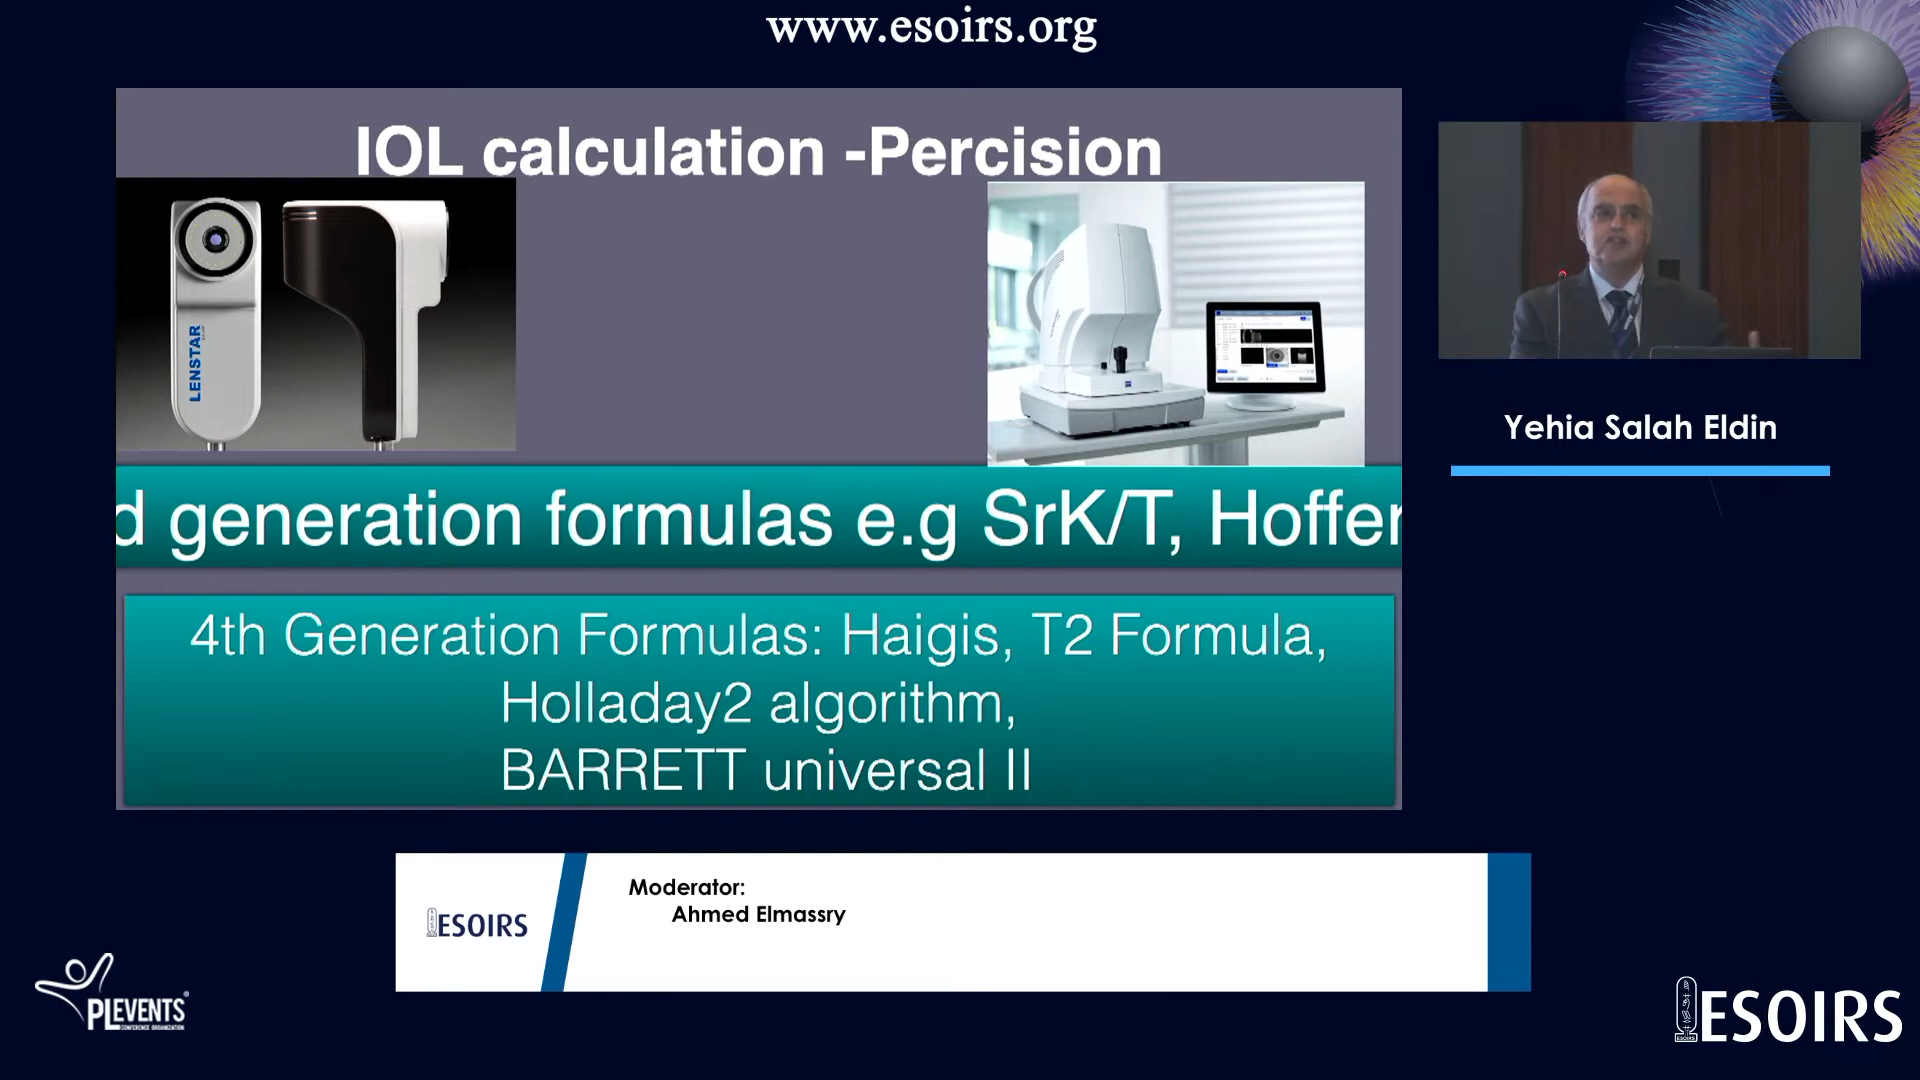 www.esoirs.org
IOL calculation -Percision
LENSTAR
d generation formulas e.g SrK/T, Hoffer
4th Generation Formulas: Haigis, T2 Formula,
Holladay2 algorithm,
BARRETT universal II
Yehia Salah Eldin
Moderator:
Ahmed Elmassry
ESOIRS
PLEVENTS
CONFERENCE ORGANIZATION
ESOIRS